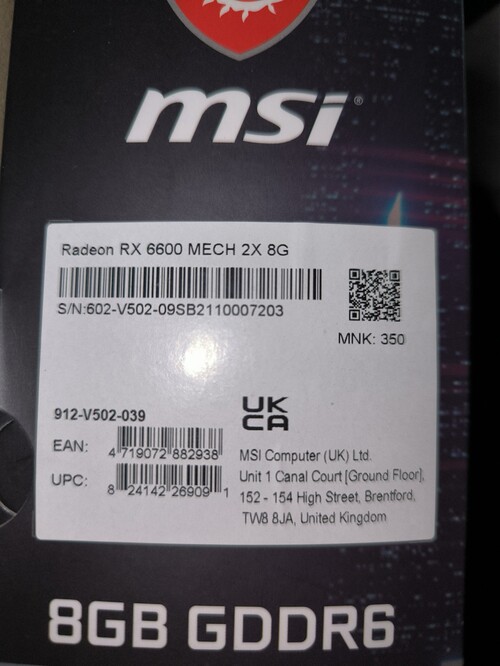 msi®
Radeon RX 6600 MECH 2X 8G
S/N:602-V502-09SB2110007203
MNK: 350
912-V502-039
UK
CA
EAN: 4 719072 882938
UPC: 8 24142 26909 1
MSI Computer (UK) Ltd.
Unit 1 Canal Court [Ground Floor],
152 - 154 High Street, Brentford,
TW8 8JA, United Kingdom
8GB GDDR6